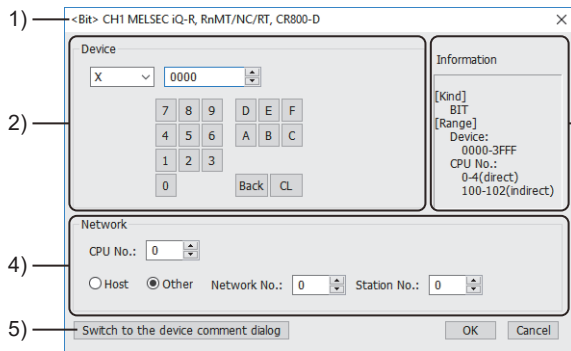 1) <Bit> CH1 MELSEC iQ-R, RnMT/NC/RT, CR800-D
2)
Device
X 0000
7 8 9 D E F
4 5 6 A B C
1 2 3
0 Back CL
Information
[Kind]
BIT
[Range]
Device:
0000-3FFF
CPU No.:
0-4(direct)
100-102(indirect)
4)
Network
CPU No.: 0
Host Other Network No.: 0 Station No.: 0
5) Switch to the device comment dialog OK Cancel